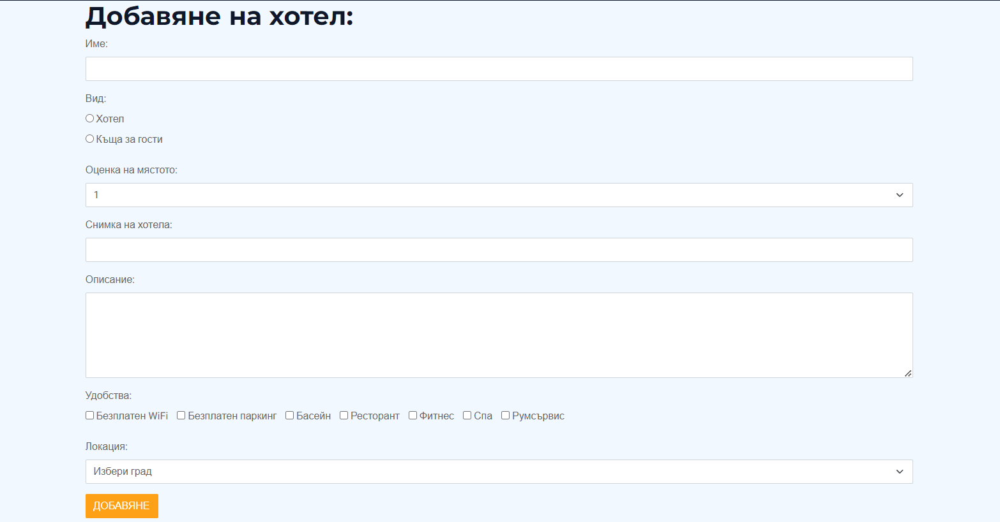 Добавяне на хотел:
Име:
Вид:
Хотел
Къща за гости
Оценка на мястото:
1
Снимка на хотела:
Описание:
Удобства:
Безплатен WiFi Безплатен паркинг Басейн Ресторант Фитнес Спа Румсървис
Локация:
Избери град
ДОБАВЯНЕ